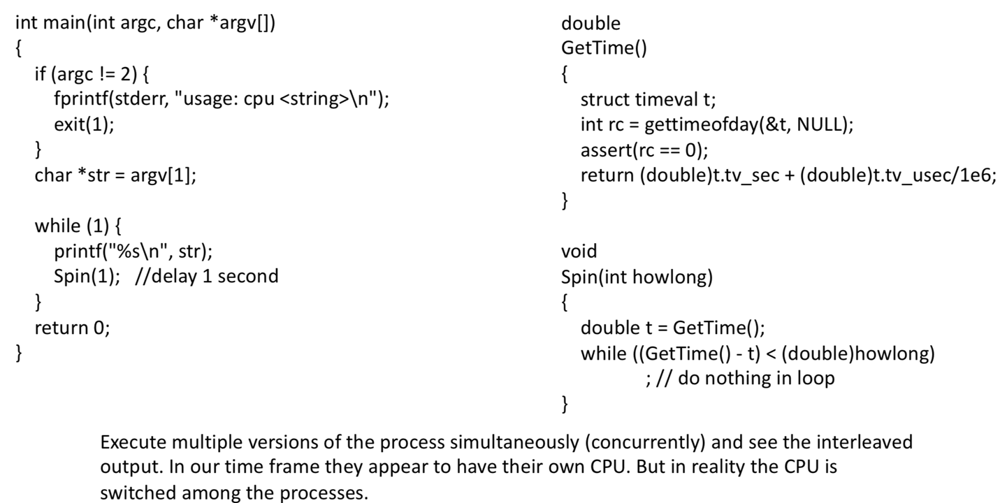 int main(int argc, char *argv[])
{
if (argc != 2) {
fprintf(stderr, "usage: cpu <string>\n");
exit(1);
}
char *str = argv[1];
while (1) {
printf("%s\n", str);
Spin(1);   //delay 1 second
}
return 0;
}
double
GetTime()
{
struct timeval t;
int rc = gettimeofday(&t, NULL);
assert(rc == 0);
return (double)t.tv_sec + (double)t.tv_usec/1e6;
}
void
Spin(int howlong)
{
double t = GetTime();
while ((GetTime() - t) < (double)howlong)
; // do nothing in loop
}
Execute multiple versions of the process simultaneously (concurrently) and see the interleaved
output. In our time frame they appear to have their own CPU. But in reality the CPU is
switched among the processes.